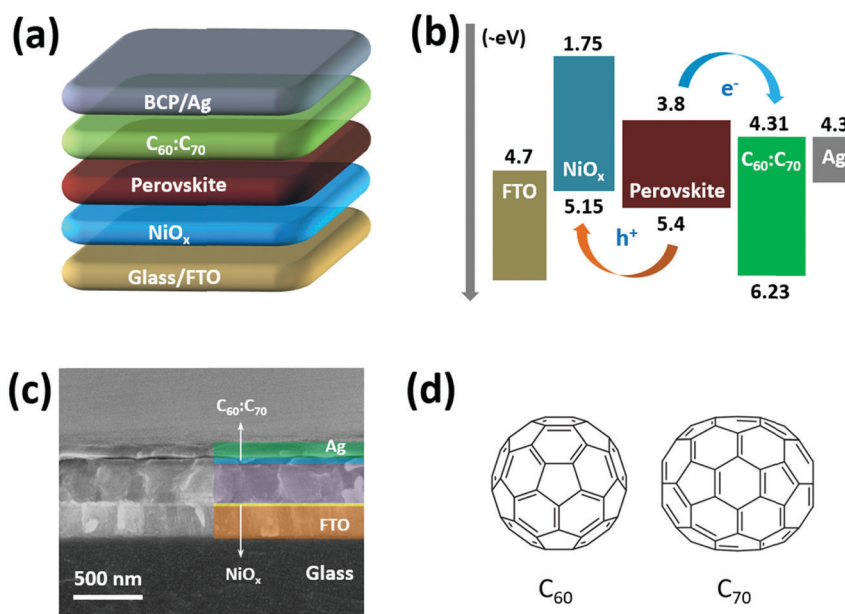 (a)
BCP/Ag
C₆₀:C₇₀
Perovskite
NiOₓ
Glass/FTO
(b)
(~eV)
1.75
3.8
e⁻
4.31
4.3
4.7
NiOₓ
C₆₀:C₇₀
Ag
FTO
Perovskite
5.15
5.4
h⁺
6.23
(c)
C₆₀:C₇₀
Ag
FTO
500 nm
NiOₓ
Glass
(d)
C₆₀
C₇₀